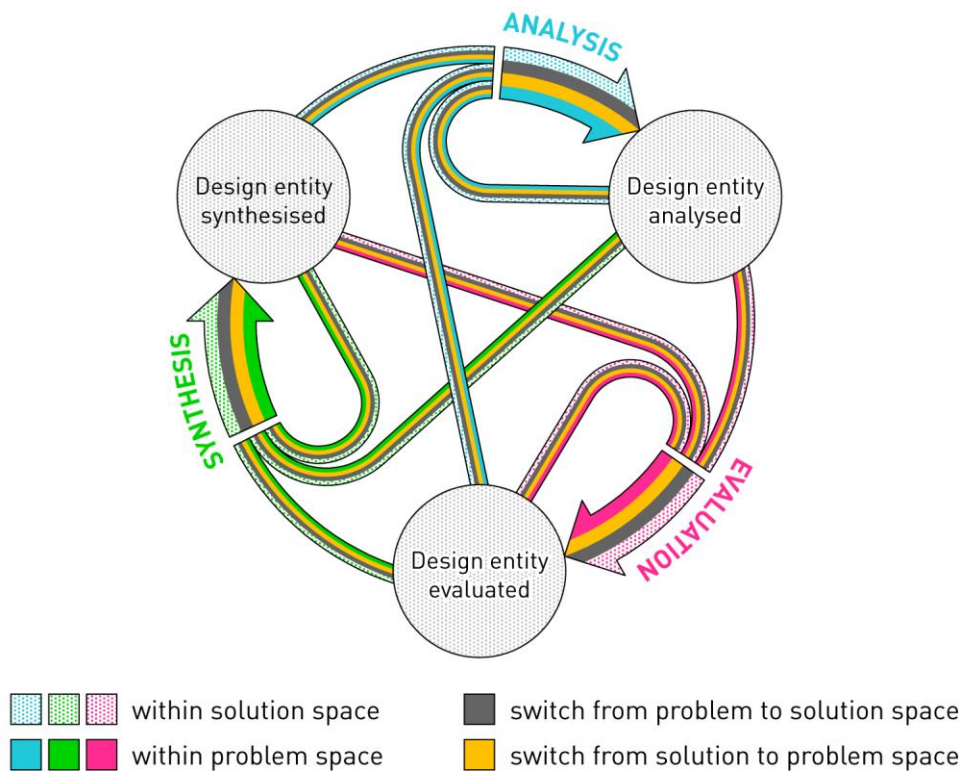 ANALYSIS
Design entity
synthesised
Design entity
analysed
SYNTHESIS
EVALUATION
Design entity
evaluated
within solution space
switch from problem to solution space
within problem space
switch from solution to problem space